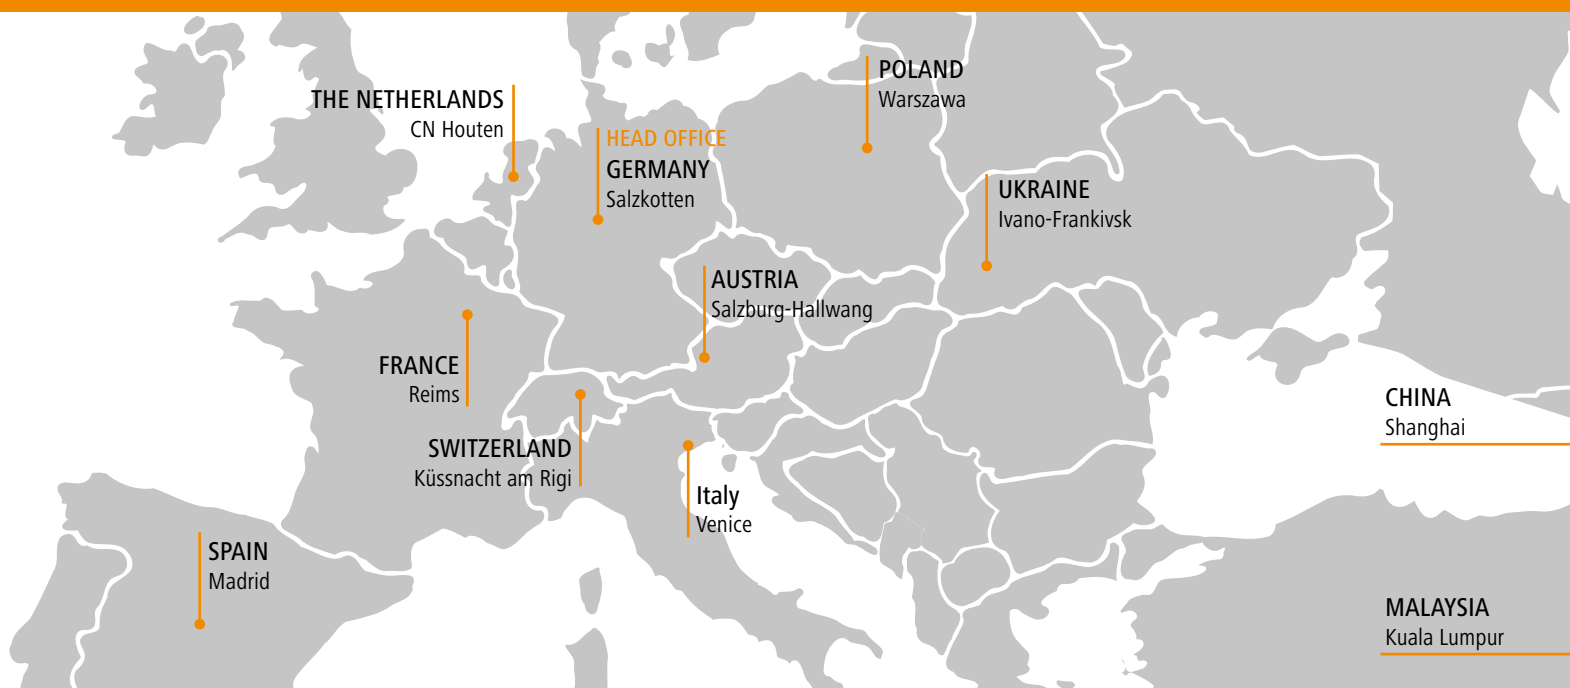 POLAND
Warszawa
THE NETHERLANDS
CN Houten
HEAD OFFICE
GERMANY
Salzkotten
UKRAINE
Ivano-Frankivsk
AUSTRIA
Salzburg-Hallwang
FRANCE
Reims
CHINA
Shanghai
SWITZERLAND
Küssnacht am Rigi
Italy
Venice
SPAIN
Madrid
MALAYSIA
Kuala Lumpur